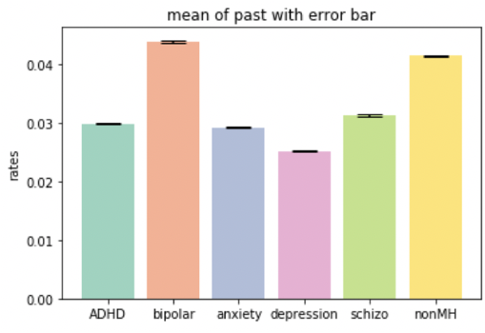 mean of past with error bar
rates
0.04
0.03
0.02
0.01
0.00
ADHD bipolar anxiety depression schizo nonMH